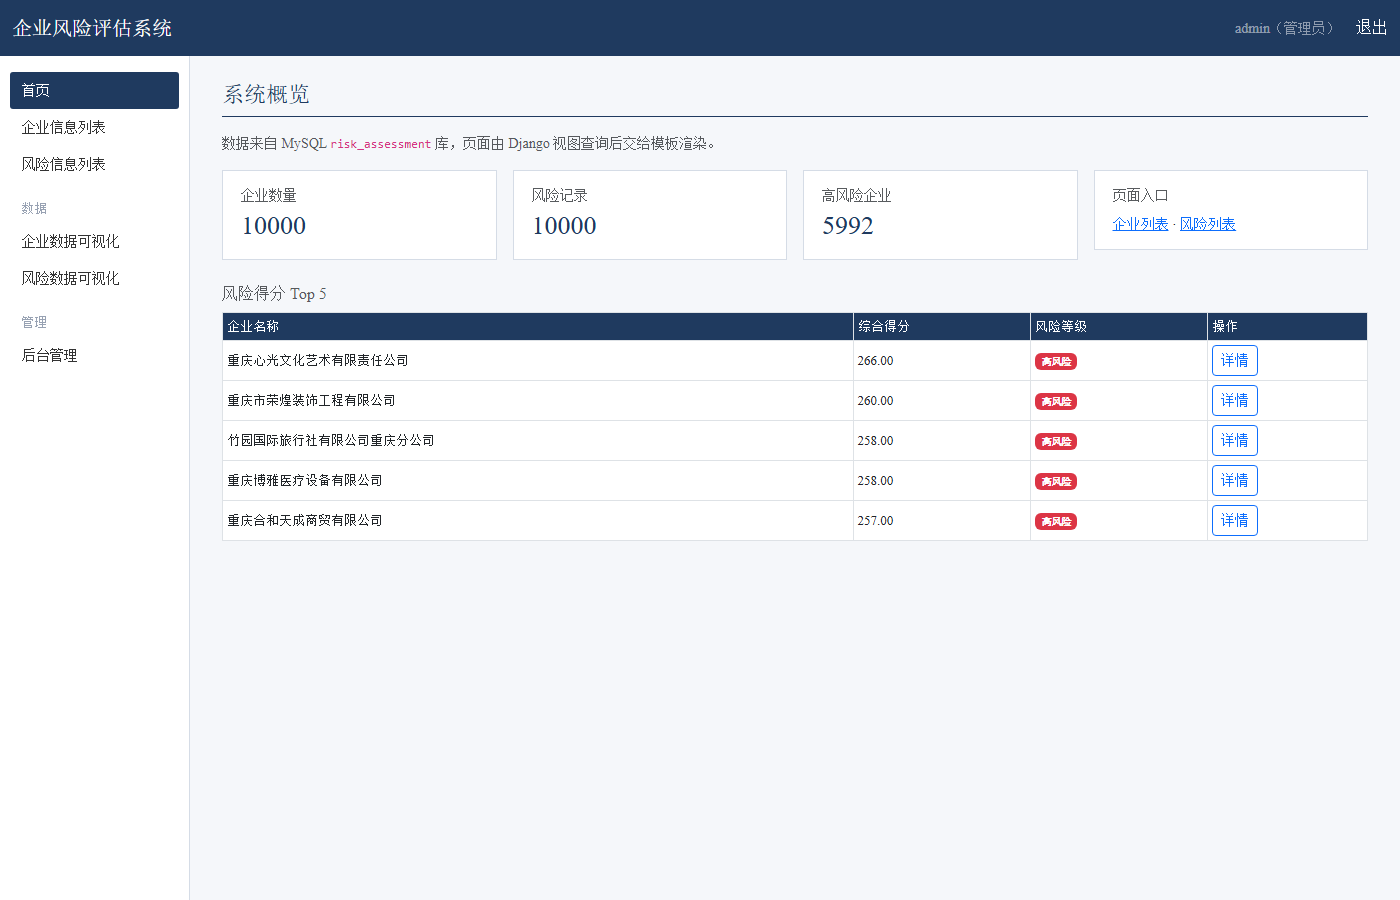 企业风险评估系统
admin（管理员） 退出
首页
企业信息列表
风险信息列表
数据
企业数据可视化
风险数据可视化
管理
后台管理
系统概览
数据来自 MySQL risk_assessment 库，页面由 Django 视图查询后交给模板渲染。
企业数量
10000
风险记录
10000
高风险企业
5992
页面入口
企业列表 · 风险列表
风险得分 Top 5
企业名称 综合得分 风险等级 操作
重庆心光文化艺术有限责任公司 266.00 高风险 详情
重庆市荣煌装饰工程有限公司 260.00 高风险 详情
竹园国际旅行社有限公司重庆分公司 258.00 高风险 详情
重庆博雅医疗设备有限公司 258.00 高风险 详情
重庆合和天成商贸有限公司 257.00 高风险 详情